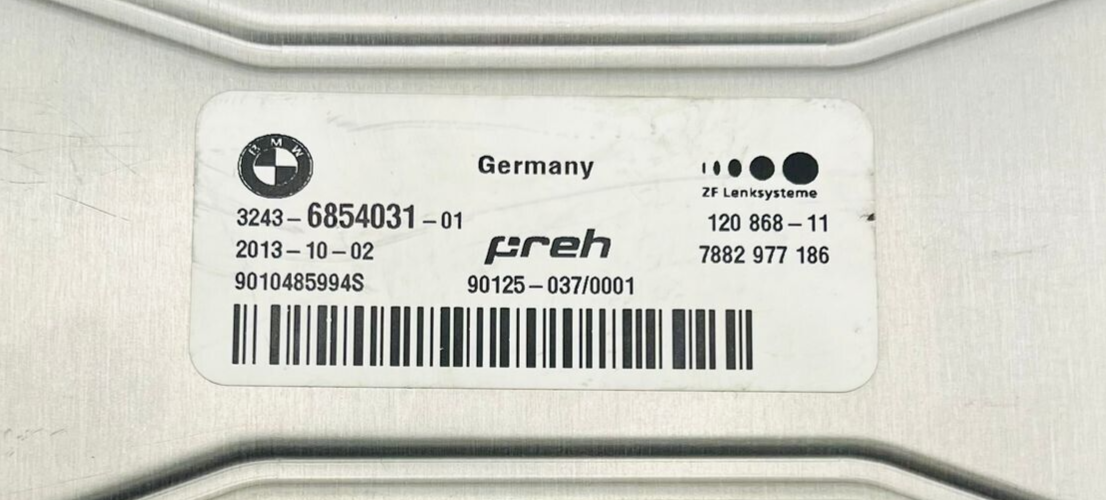 BMW
Germany
ZF Lenksysteme
3243-6854031-01
120 868-11
2013-10-02
preh
7882 977 186
9010485994S
90125-037/0001